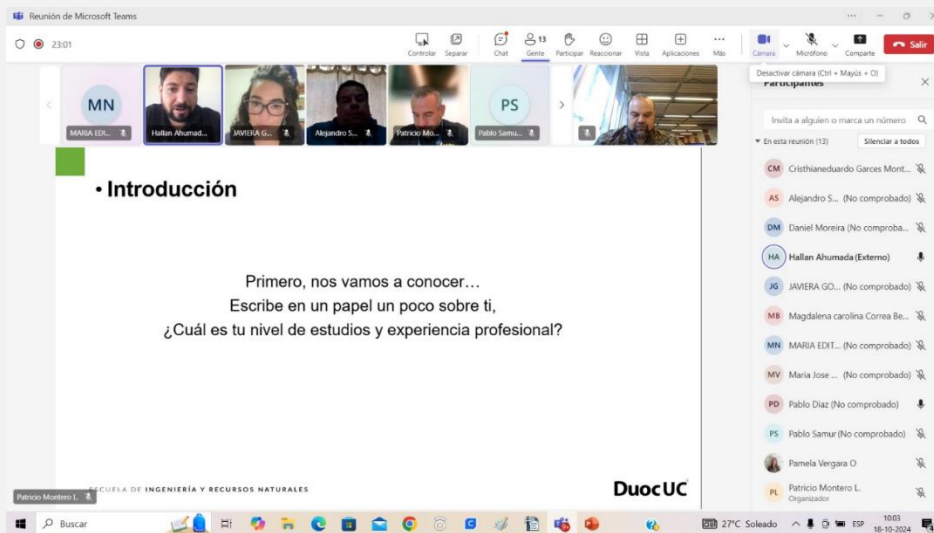 Reunión de Microsoft Teams
23:01
Controlar
Separar
Chat
13
Gente
Participar
Reaccionar
Vista
Aplicaciones
Más
Cámara
Micrófono
Comparte
Salir
Desactivar cámara (Ctrl + Mayús + O)
Participantes
MN
MARIA EDI...
Hallan Ahumad...
JAVIERA G...
Alejandro S...
Patricio Mo...
PS
Pablo Samu...
Invita a alguien o marca un número
En esta reunión (13)
Silenciar a todos
CM Cristhianeduardo Garces Mont...
AS Alejandro S... (No comprobado)
DM Daniel Moreira (No comproba...
HA Hallan Ahumada (Externo)
JG JAVIERA GO... (No comprobado)
MB Magdalena carolina Correa Be...
MN MARIA EDIT... (No comprobado)
MV Maria Jose ... (No comprobado)
PD Pablo Diaz (No comprobado)
PS Pablo Samur (No comprobado)
Pamela Vergara O
PL Patricio Montero L.
Organizador
• Introducción
Primero, nos vamos a conocer…
Escribe en un papel un poco sobre ti,
¿Cuál es tu nivel de estudios y experiencia profesional?
Patricio Montero L.
ESCUELA DE INGENIERÍA Y RECURSOS NATURALES
DuocUC
Buscar
27°C Soleado
ESP
10:03
18-10-2024